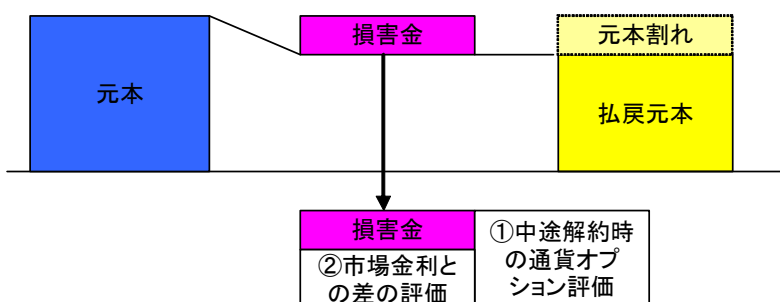 元本
損害金
元本割れ
払戻元本
損害金
②市場金利と
の差の評価
①中途解約時
の通貨オプ
ション評価